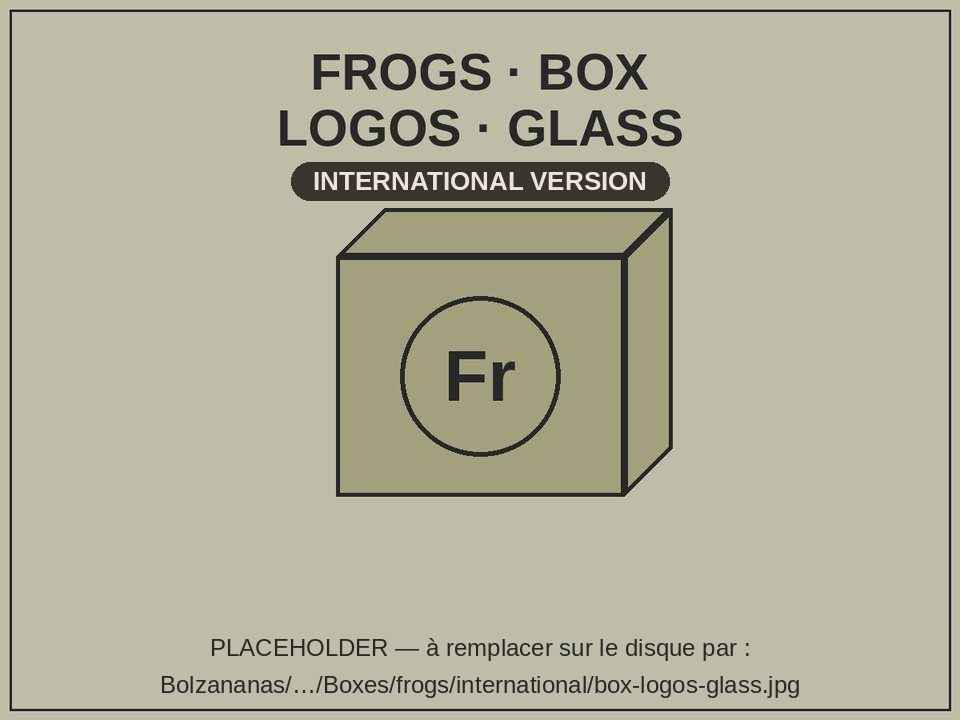 FROGS · BOX
LOGOS · GLASS
INTERNATIONAL VERSION
Fr
PLACEHOLDER — à remplacer sur le disque par :
Bolzananas/…/Boxes/frogs/international/box-logos-glass.jpg